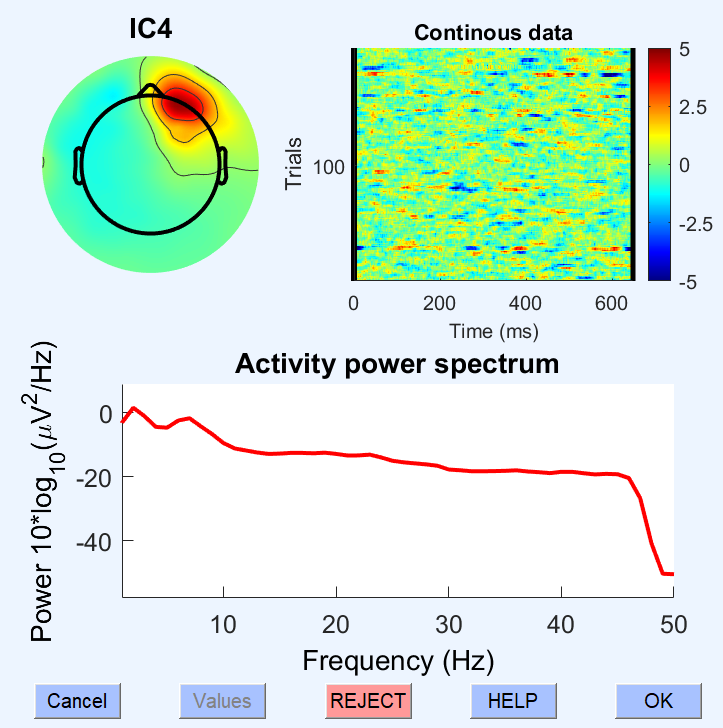 IC4
Continous data
Trials
100
5
2.5
0
-2.5
-5
0 200 400 600
Time (ms)
Activity power spectrum
Power 10*log10(μV2/Hz)
0
-20
-40
10 20 30 40 50
Frequency (Hz)
Cancel Values REJECT HELP OK